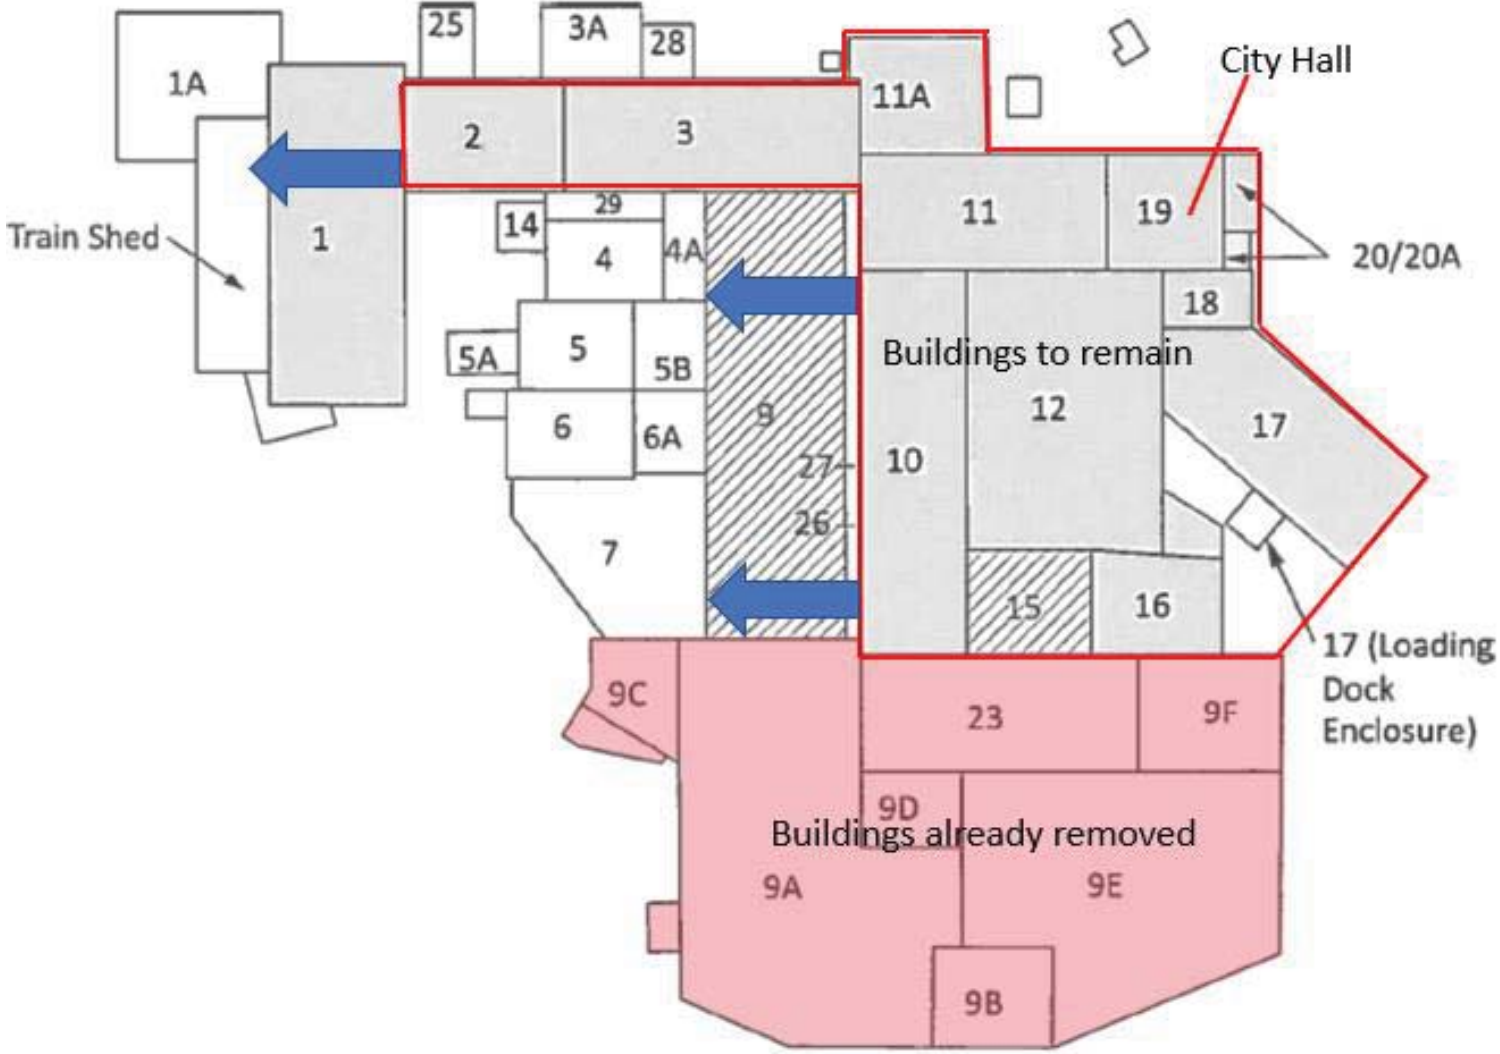 25
3A
28
1A
11A
City Hall
2
3
29
14
4
4A
11
19
Train Shed
1
20/20A
18
5
5A
5B
Buildings to remain
9
12
17
6
6A
27
10
26
7
15
16
17 (Loading
Dock
Enclosure)
9C
23
9F
9D
Buildings already removed
9A
9E
9B